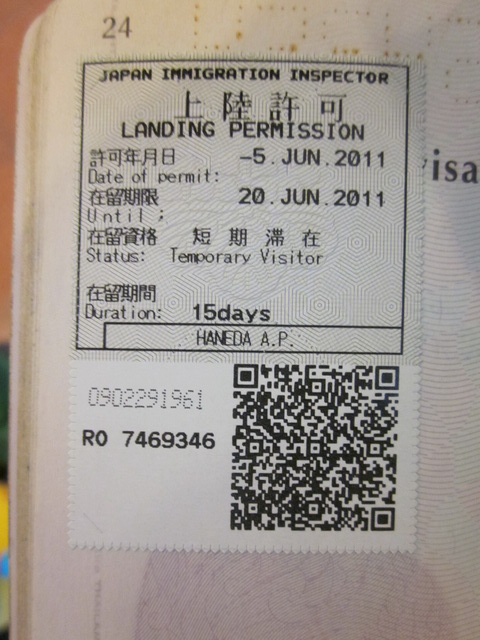 24
JAPAN IMMIGRATION INSPECTOR
上陸許可
LANDING PERMISSION
許可年月日 -5.JUN.2011
Date of permit:
在留期限 20.JUN.2011
Until ;
在留資格 短期滞在
Status: Temporary Visitor
在留期間
Duration: 15days
HANEDA A.P.
0902291961
RO 7469346
isa